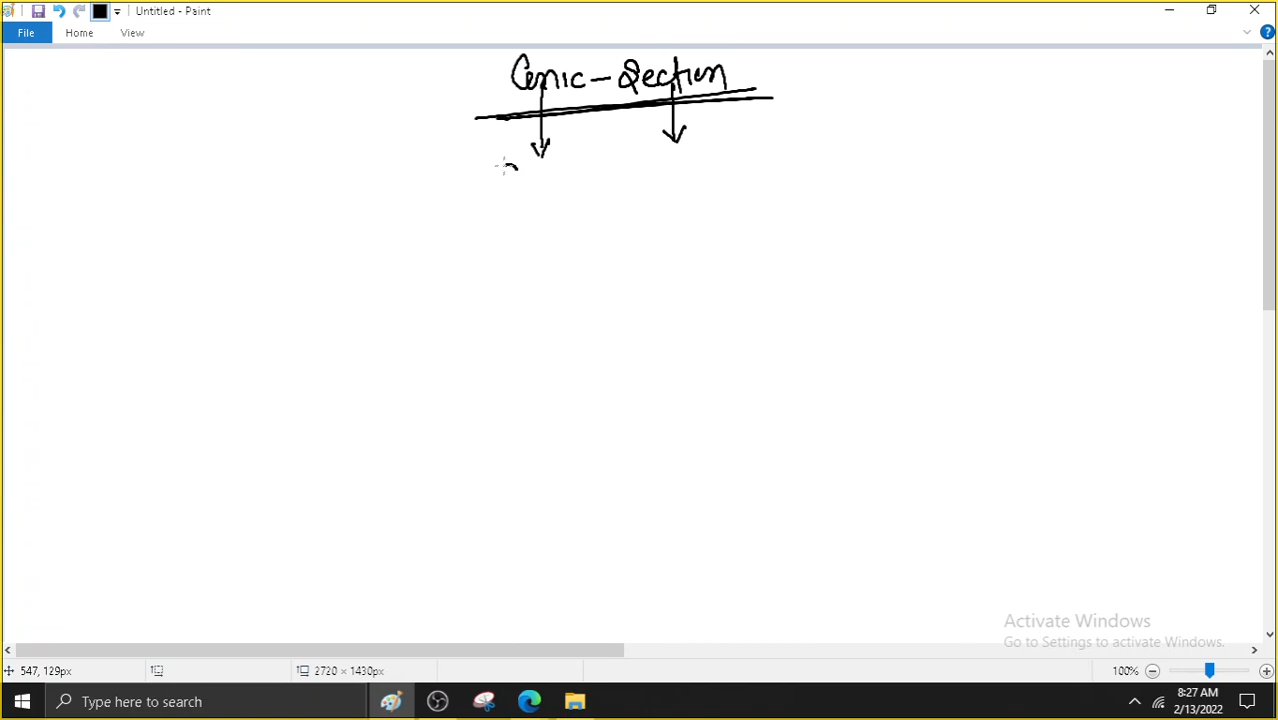 Untitled - Paint
File Home View
Conic - Section
Activate Windows
Go to Settings to activate Windows.
547, 129px 2720 × 1430px 100%
Type here to search
8:27 AM
2/13/2022